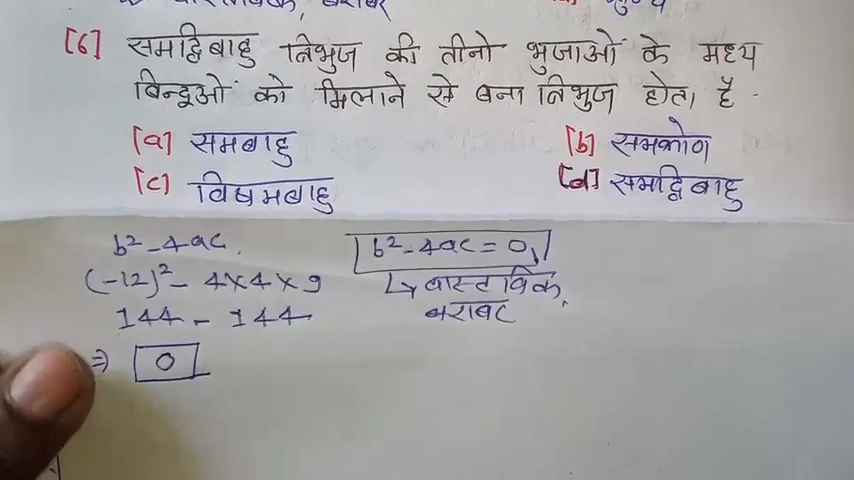 [6] समद्विबाहु त्रिभुज की तीनो भुजाओं के मध्य
बिन्दूओं को मिलाने से बना त्रिभुज होता है -
[a] समबाहु [b] समकोण
[c] विषमबाहु [d] समद्विबाहु
b²-4ac. b²-4ac=0,
(-12)²- 4×4×9 ↳ वास्तविक,
144 - 144 बराबर
⇒ 0